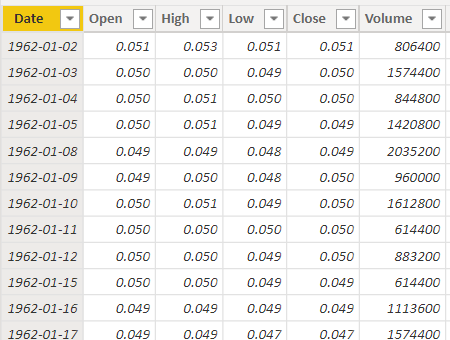 Date Open High Low Close Volume
1962-01-02 0.051 0.053 0.051 0.051 806400
1962-01-03 0.050 0.050 0.049 0.050 1574400
1962-01-04 0.050 0.051 0.050 0.050 844800
1962-01-05 0.050 0.051 0.049 0.049 1420800
1962-01-08 0.049 0.049 0.048 0.049 2035200
1962-01-09 0.049 0.050 0.048 0.050 960000
1962-01-10 0.050 0.051 0.049 0.050 1612800
1962-01-11 0.050 0.050 0.050 0.050 614400
1962-01-12 0.050 0.050 0.049 0.050 883200
1962-01-15 0.050 0.050 0.049 0.049 614400
1962-01-16 0.049 0.049 0.049 0.049 1113600
1962-01-17 0.049 0.049 0.047 0.047 1574400